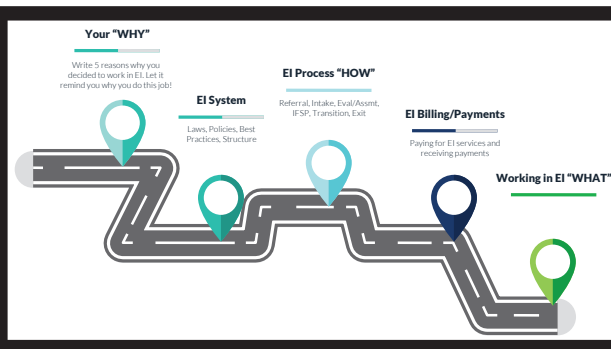 Your “WHY”
Write 5 reasons why you
decided to work in EI. Let it
remind you why you do this job!
EI System
Laws, Policies, Best
Practices, Structure
EI Process “HOW”
Referral, Intake, Eval/Assmt,
IFSP, Transition, Exit
EI Billing/Payments
Paying for EI services and
receiving payments
Working in EI “WHAT”